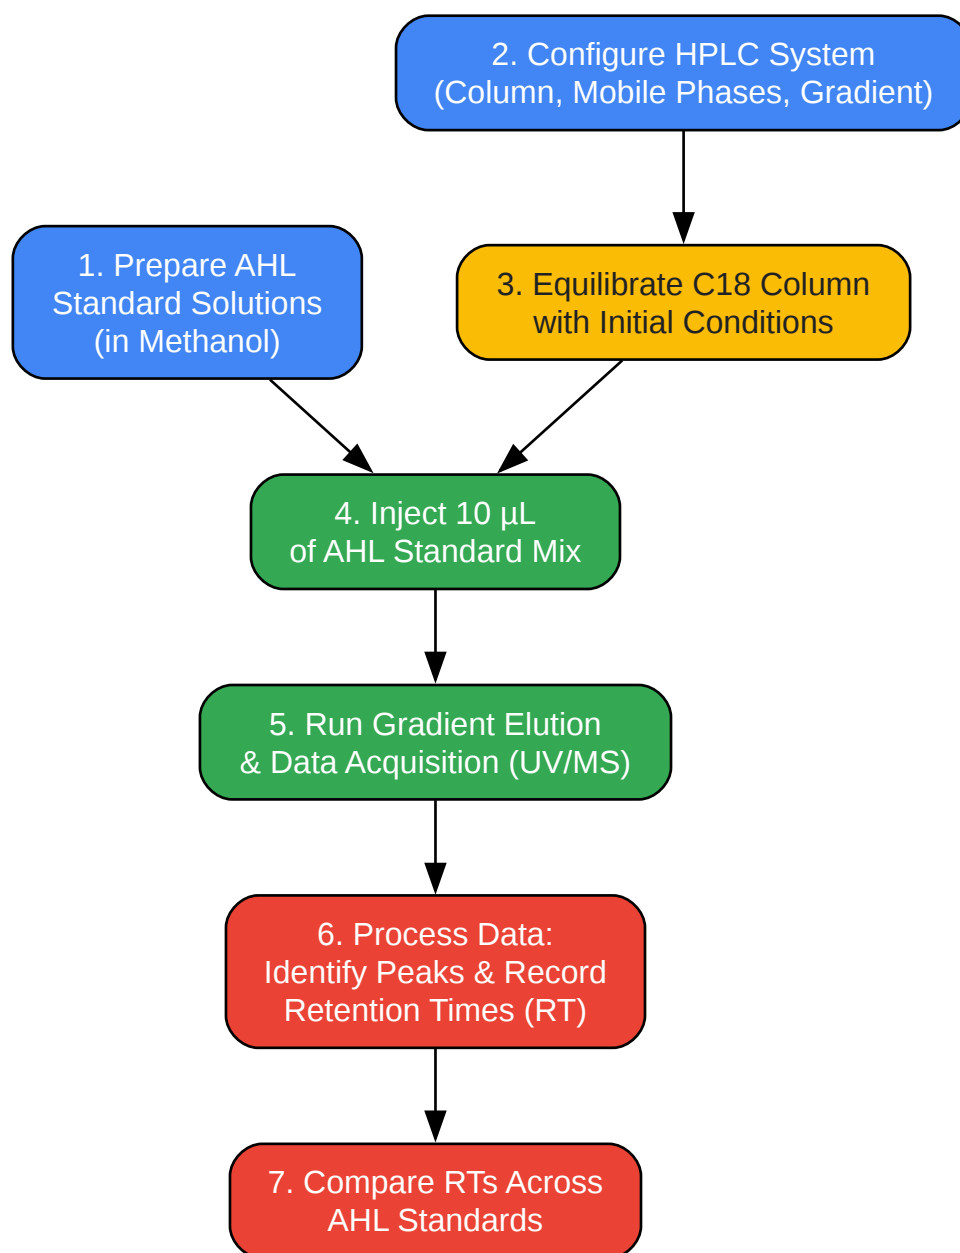 2. Configure HPLC System
(Column, Mobile Phases, Gradient)
1. Prepare AHL
Standard Solutions
(in Methanol)
3. Equilibrate C18 Column
with Initial Conditions
4. Inject 10 µL
of AHL Standard Mix
5. Run Gradient Elution
& Data Acquisition (UV/MS)
6. Process Data:
Identify Peaks & Record
Retention Times (RT)
7. Compare RTs Across
AHL Standards